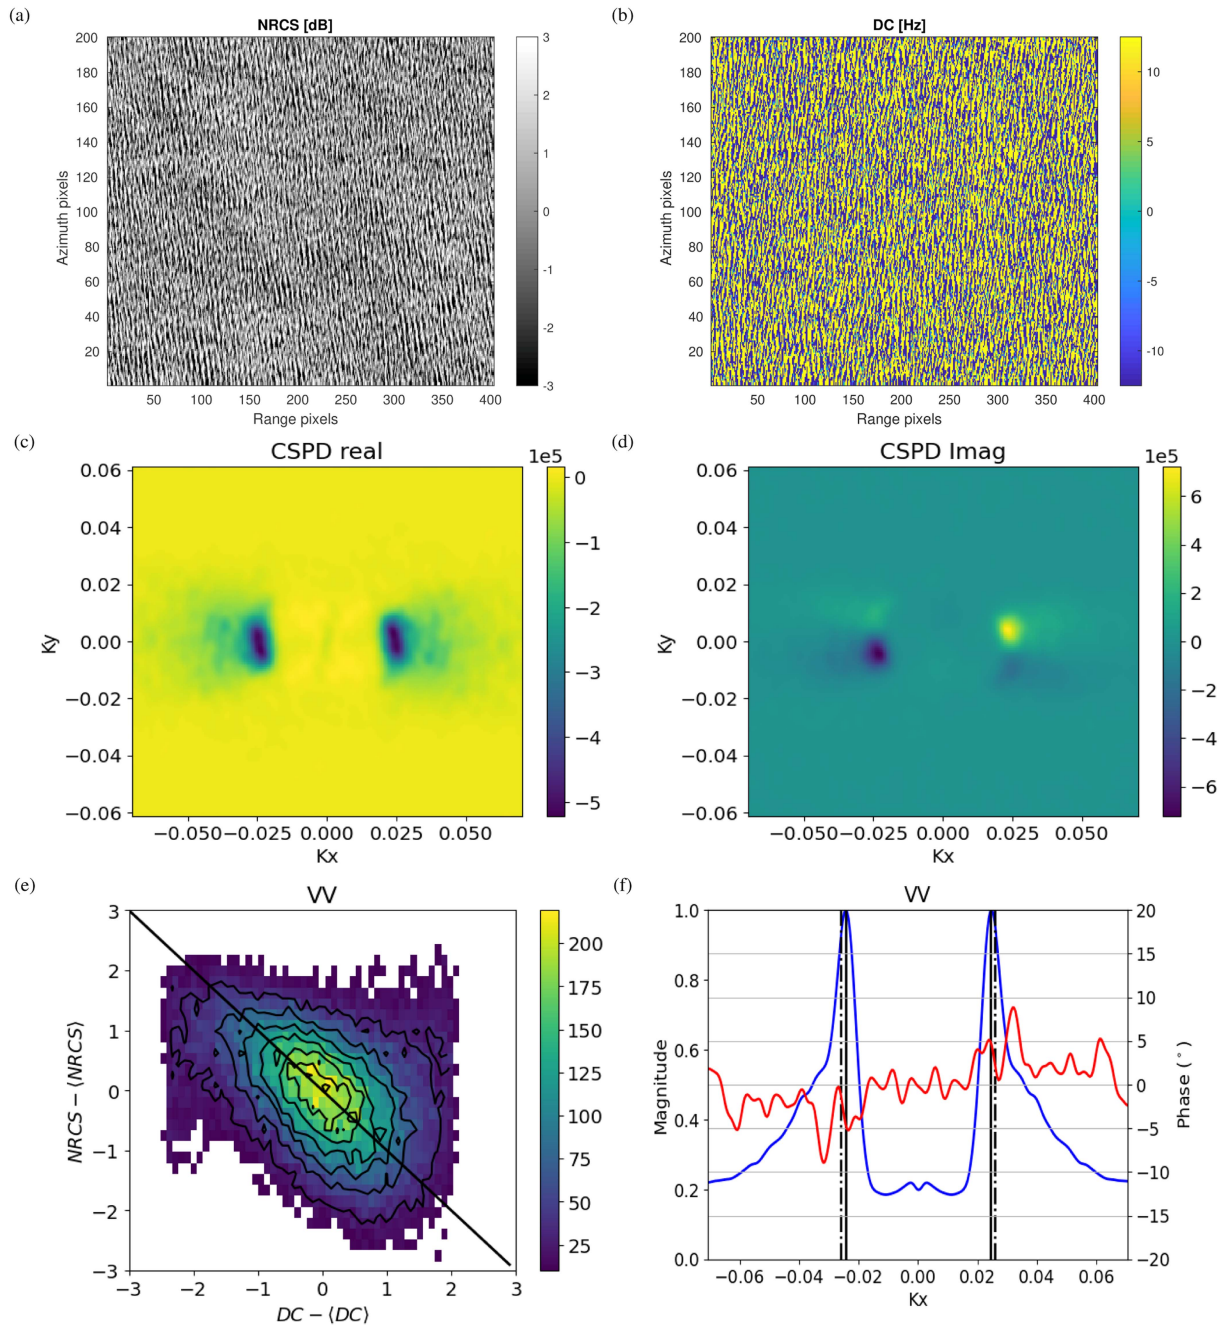 (a)
NRCS [dB]
200
180
160
140
120
100
80
60
40
20
Azimuth pixels
50 100 150 200 250 300 350 400
Range pixels
3
2
1
0
-1
-2
-3
(b)
DC [Hz]
200
180
160
140
120
100
80
60
40
20
Azimuth pixels
50 100 150 200 250 300 350 400
Range pixels
10
5
0
-5
-10
(c)
CSPD real
1e5
0.06
0.04
0.02
0.00
−0.02
−0.04
−0.06
Ky
−0.050 −0.025 0.000 0.025 0.050
Kx
0
−1
−2
−3
−4
−5
(d)
CSPD Imag
1e5
0.06
0.04
0.02
0.00
−0.02
−0.04
−0.06
Ky
−0.050 −0.025 0.000 0.025 0.050
Kx
6
4
2
0
−2
−4
−6
(e)
VV
3
2
1
0
−1
−2
−3
NRCS − ⟨NRCS⟩
−3 −2 −1 0 1 2 3
DC − ⟨DC⟩
200
175
150
125
100
75
50
25
(f)
VV
1.0
0.8
0.6
0.4
0.2
0.0
Magnitude
−0.06 −0.04 −0.02 0.00 0.02 0.04 0.06
Kx
20
15
10
5
0
−5
−10
−15
−20
Phase (°)